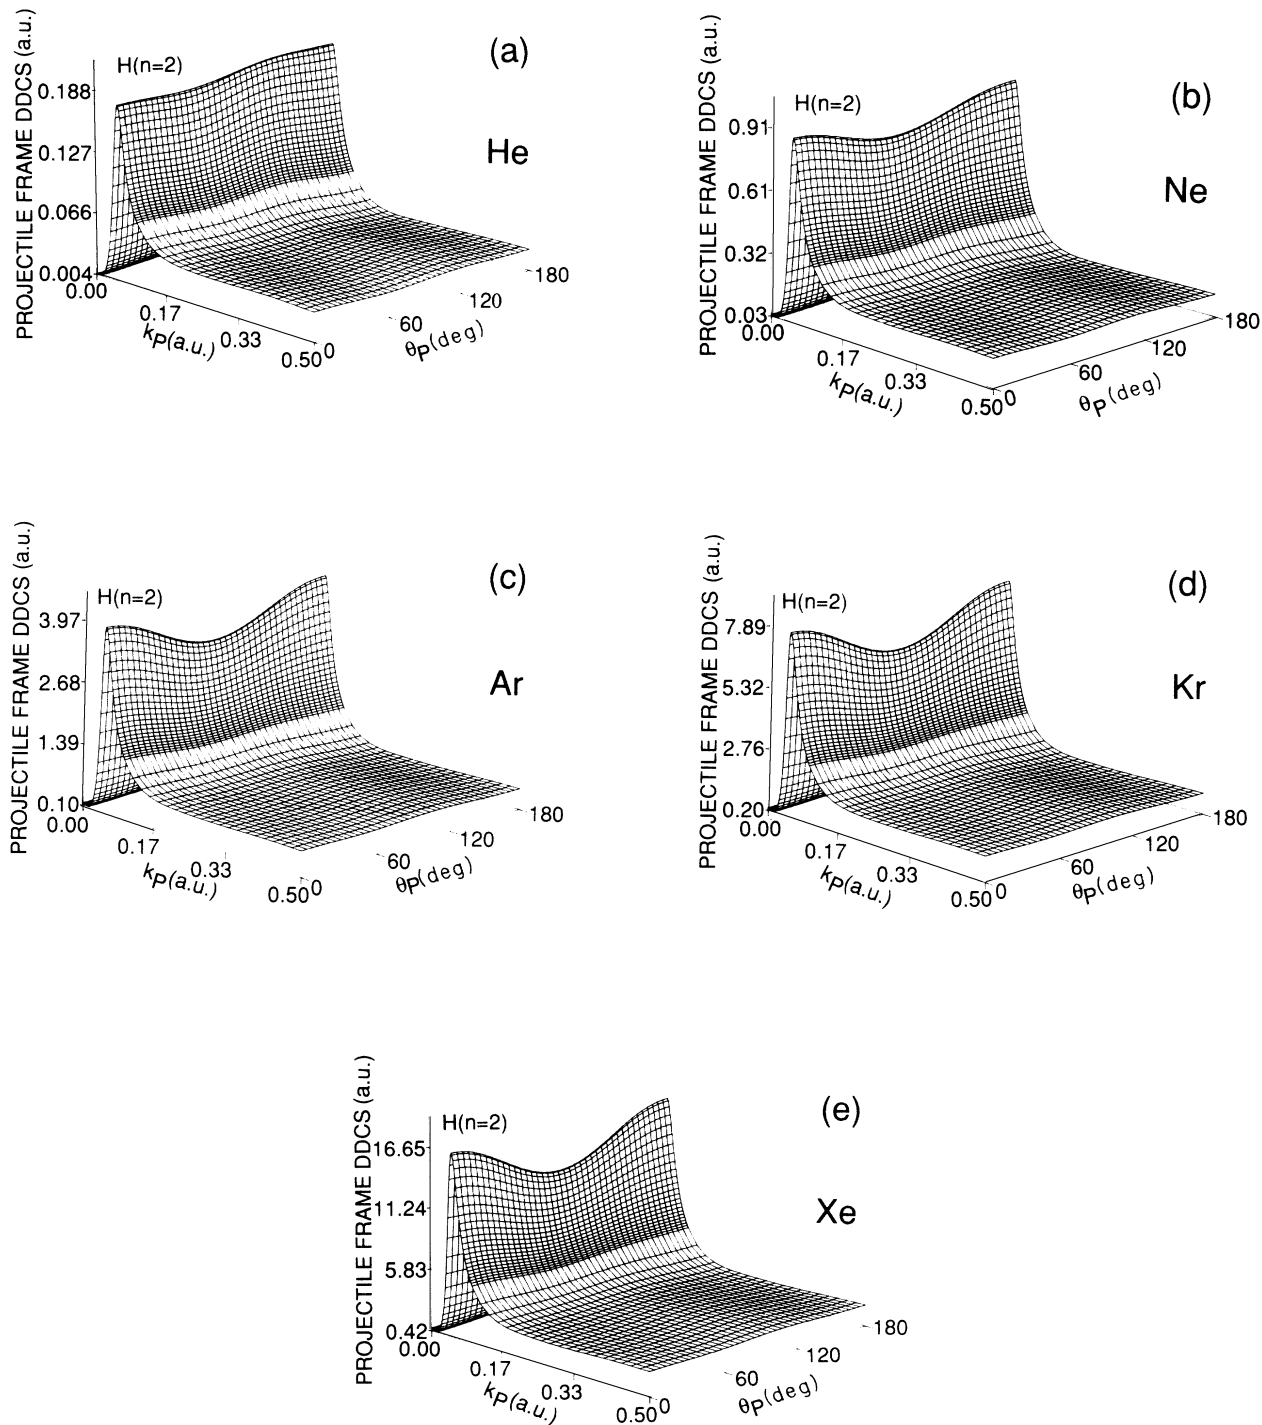 (a)
PROJECTILE FRAME DDCS (a.u.)
H(n=2)
He
0.188
0.127
0.066
0.004
0.00
0.17
0.33
0.50
kP(a.u.)
0
60
120
180
θP(deg)
(b)
PROJECTILE FRAME DDCS (a.u.)
H(n=2)
Ne
0.91
0.61
0.32
0.03
0.00
0.17
0.33
0.50
kP(a.u.)
0
60
120
180
θP(deg)
(c)
PROJECTILE FRAME DDCS (a.u.)
H(n=2)
Ar
3.97
2.68
1.39
0.10
0.00
0.17
0.33
0.50
kP(a.u.)
0
60
120
180
θP(deg)
(d)
PROJECTILE FRAME DDCS (a.u.)
H(n=2)
Kr
7.89
5.32
2.76
0.20
0.00
0.17
0.33
0.50
kP(a.u.)
0
60
120
180
θP(deg)
(e)
PROJECTILE FRAME DDCS (a.u.)
H(n=2)
Xe
16.65
11.24
5.83
0.42
0.00
0.17
0.33
0.50
kP(a.u.)
0
60
120
180
θP(deg)